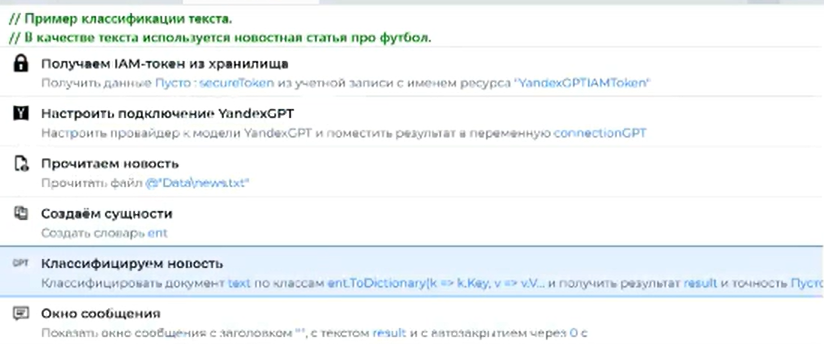 // Пример классификации текста.
// В качестве текста используется новостная статья про футбол.
Получаем IAM-токен из хранилища
Получить данные Пусто : secureToken из учетной записи с именем ресурса "YandexGPTIAMToken"
Настроить подключение YandexGPT
Настроить провайдер к модели YandexGPT и поместить результат в переменную connectionGPT
Прочитаем новость
Прочитать файл @"Data\news.txt"
Создаём сущности
Создать словарь ent
GPT Классифицируем новость
Классифицировать документ text по классам ent.ToDictionary(k => k.Key, v => v.V... и получить результат result и точность Пусто
Окно сообщения
Показать окно сообщения с заголовком "", с текстом result и с автозакрытием через 0 с